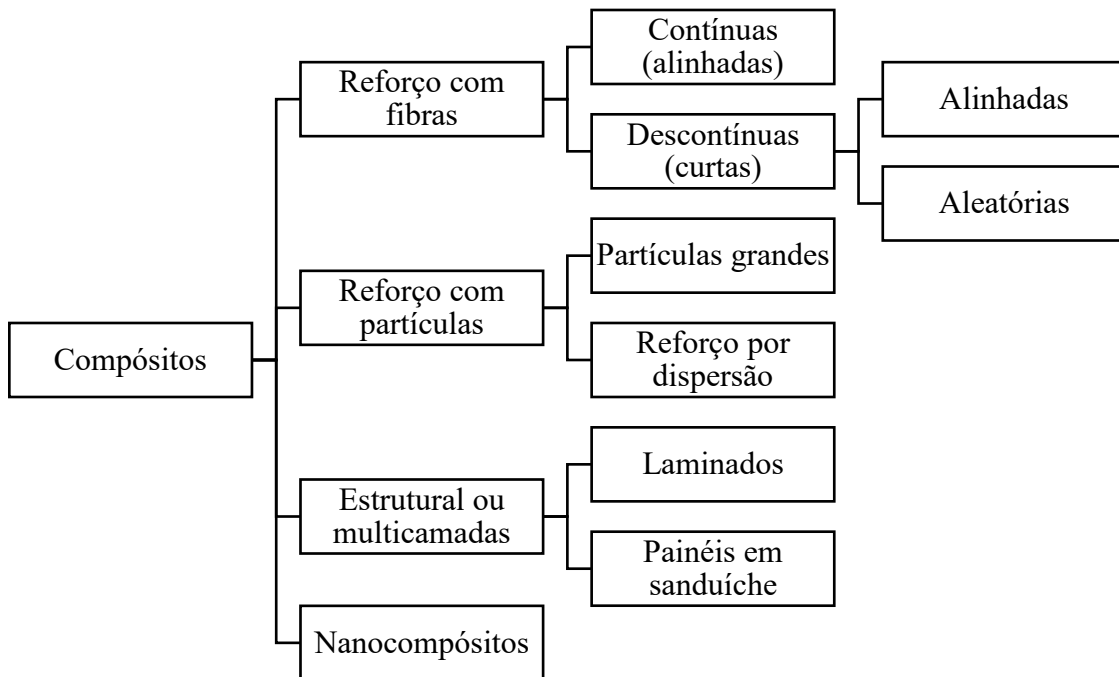 Compósitos
Reforço com
fibras
Contínuas
(alinhadas)
Descontínuas
(curtas)
Alinhadas
Aleatórias
Reforço com
partículas
Partículas grandes
Reforço por
dispersão
Estrutural ou
multicamadas
Laminados
Painéis em
sanduíche
Nanocompósitos